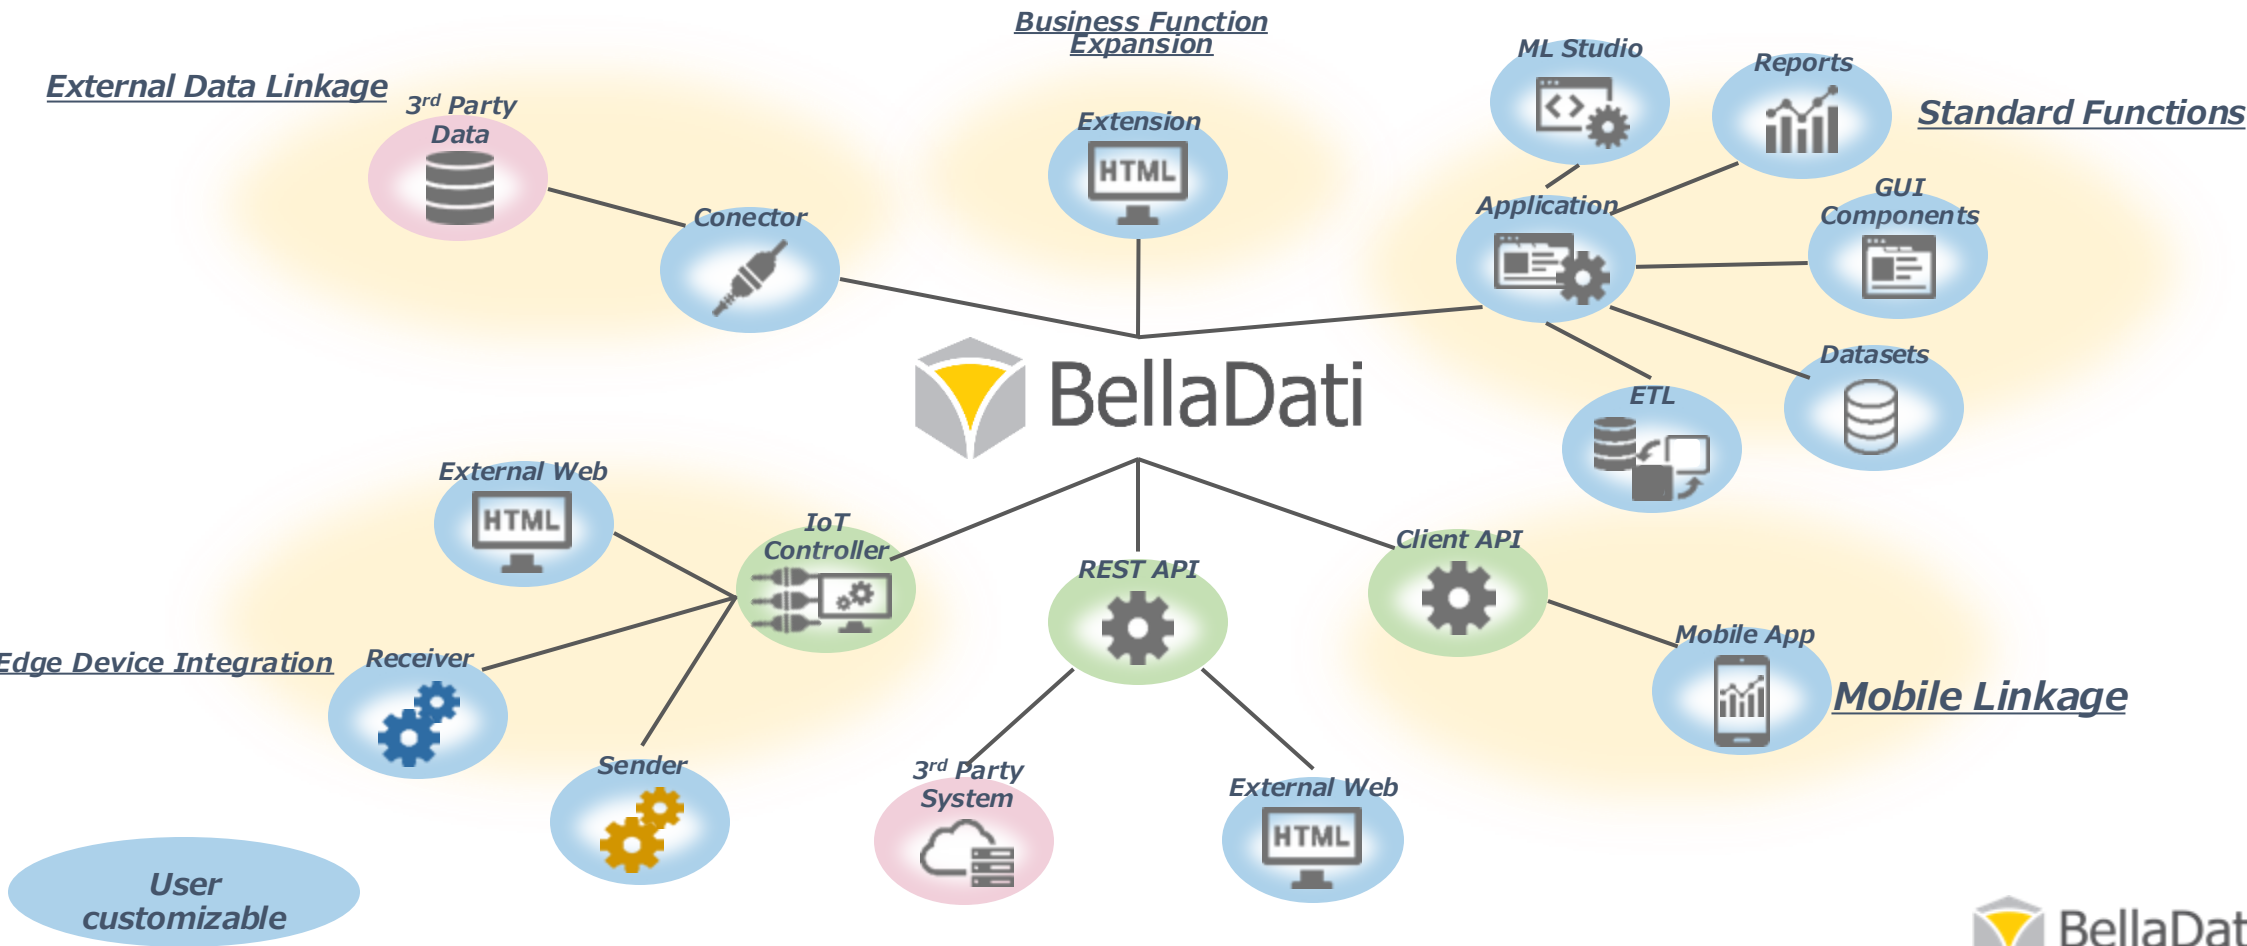 Business Function
Expansion
External Data Linkage
3rd Party
Data
Conector
Extension
HTML
ML Studio
Reports
Standard Functions
Application
GUI
Components
Datasets
ETL
BellaDati
External Web
HTML
IoT
Controller
REST API
Client API
Mobile App
Mobile Linkage
Edge Device Integration
Receiver
Sender
3rd Party
System
External Web
HTML
User
customizable
BellaDat